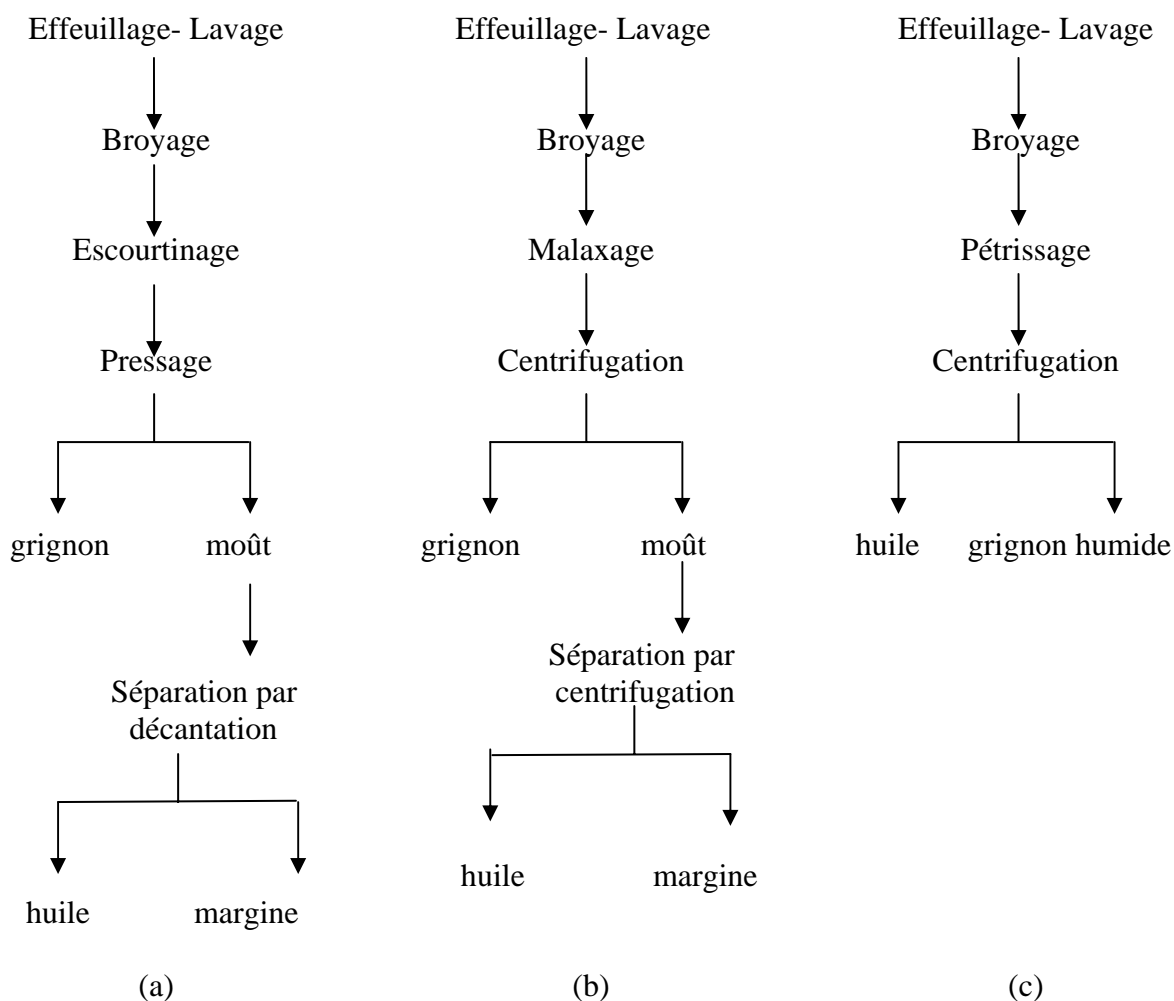 Effeuillage- Lavage
Broyage
Escourtinage
Pressage
grignon
moût
Séparation par
décantation
huile
margine
(a)
Effeuillage- Lavage
Broyage
Malaxage
Centrifugation
grignon
moût
Séparation par
centrifugation
huile
margine
(b)
Effeuillage- Lavage
Broyage
Pétrissage
Centrifugation
huile
grignon humide
(c)